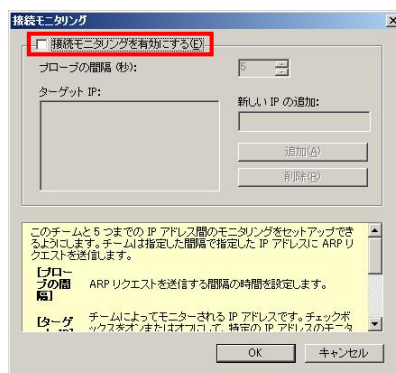 接続モニタリング
接続モニタリングを有効にする(E)
プローブの間隔 (秒):
5
ターゲット IP:
新しい IP の追加:
追加(A)
削除(R)
このチームと 5 つまでの IP アドレス間のモニタリングをセットアップでき
るようにします。チームは指定した間隔で指定した IP アドレスに ARP リ
クエストを送信します。
[プロー
ブの間
隔]
ARP リクエストを送信する間隔の時間を設定します。
[ターゲ
チームによってモニターされる IP アドレスです。チェックボ
ックスをオンまたはオフにして、特定の IP アドレスのモニタ
OK
キャンセル